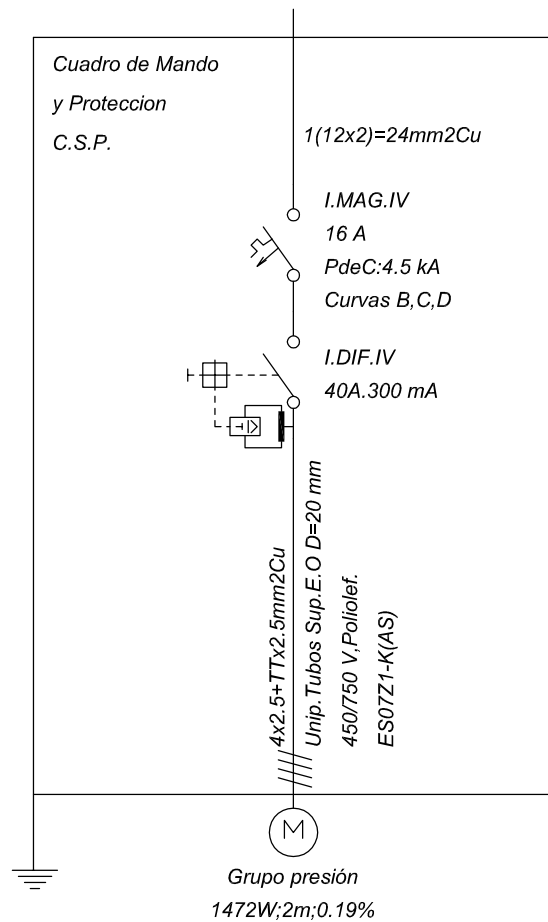 Cuadro de Mando
y Proteccion
C.S.P.
1(12x2)=24mm2Cu
I.MAG.IV
16 A
PdeC:4.5 kA
Curvas B,C,D
I.DIF.IV
40A.300 mA
4x2.5+TTx2.5mm2Cu
Unip.Tubos Sup.E.O D=20 mm
450/750 V,Poliolef.
ES07Z1-K(AS)
M
Grupo presión
1472W;2m;0.19%